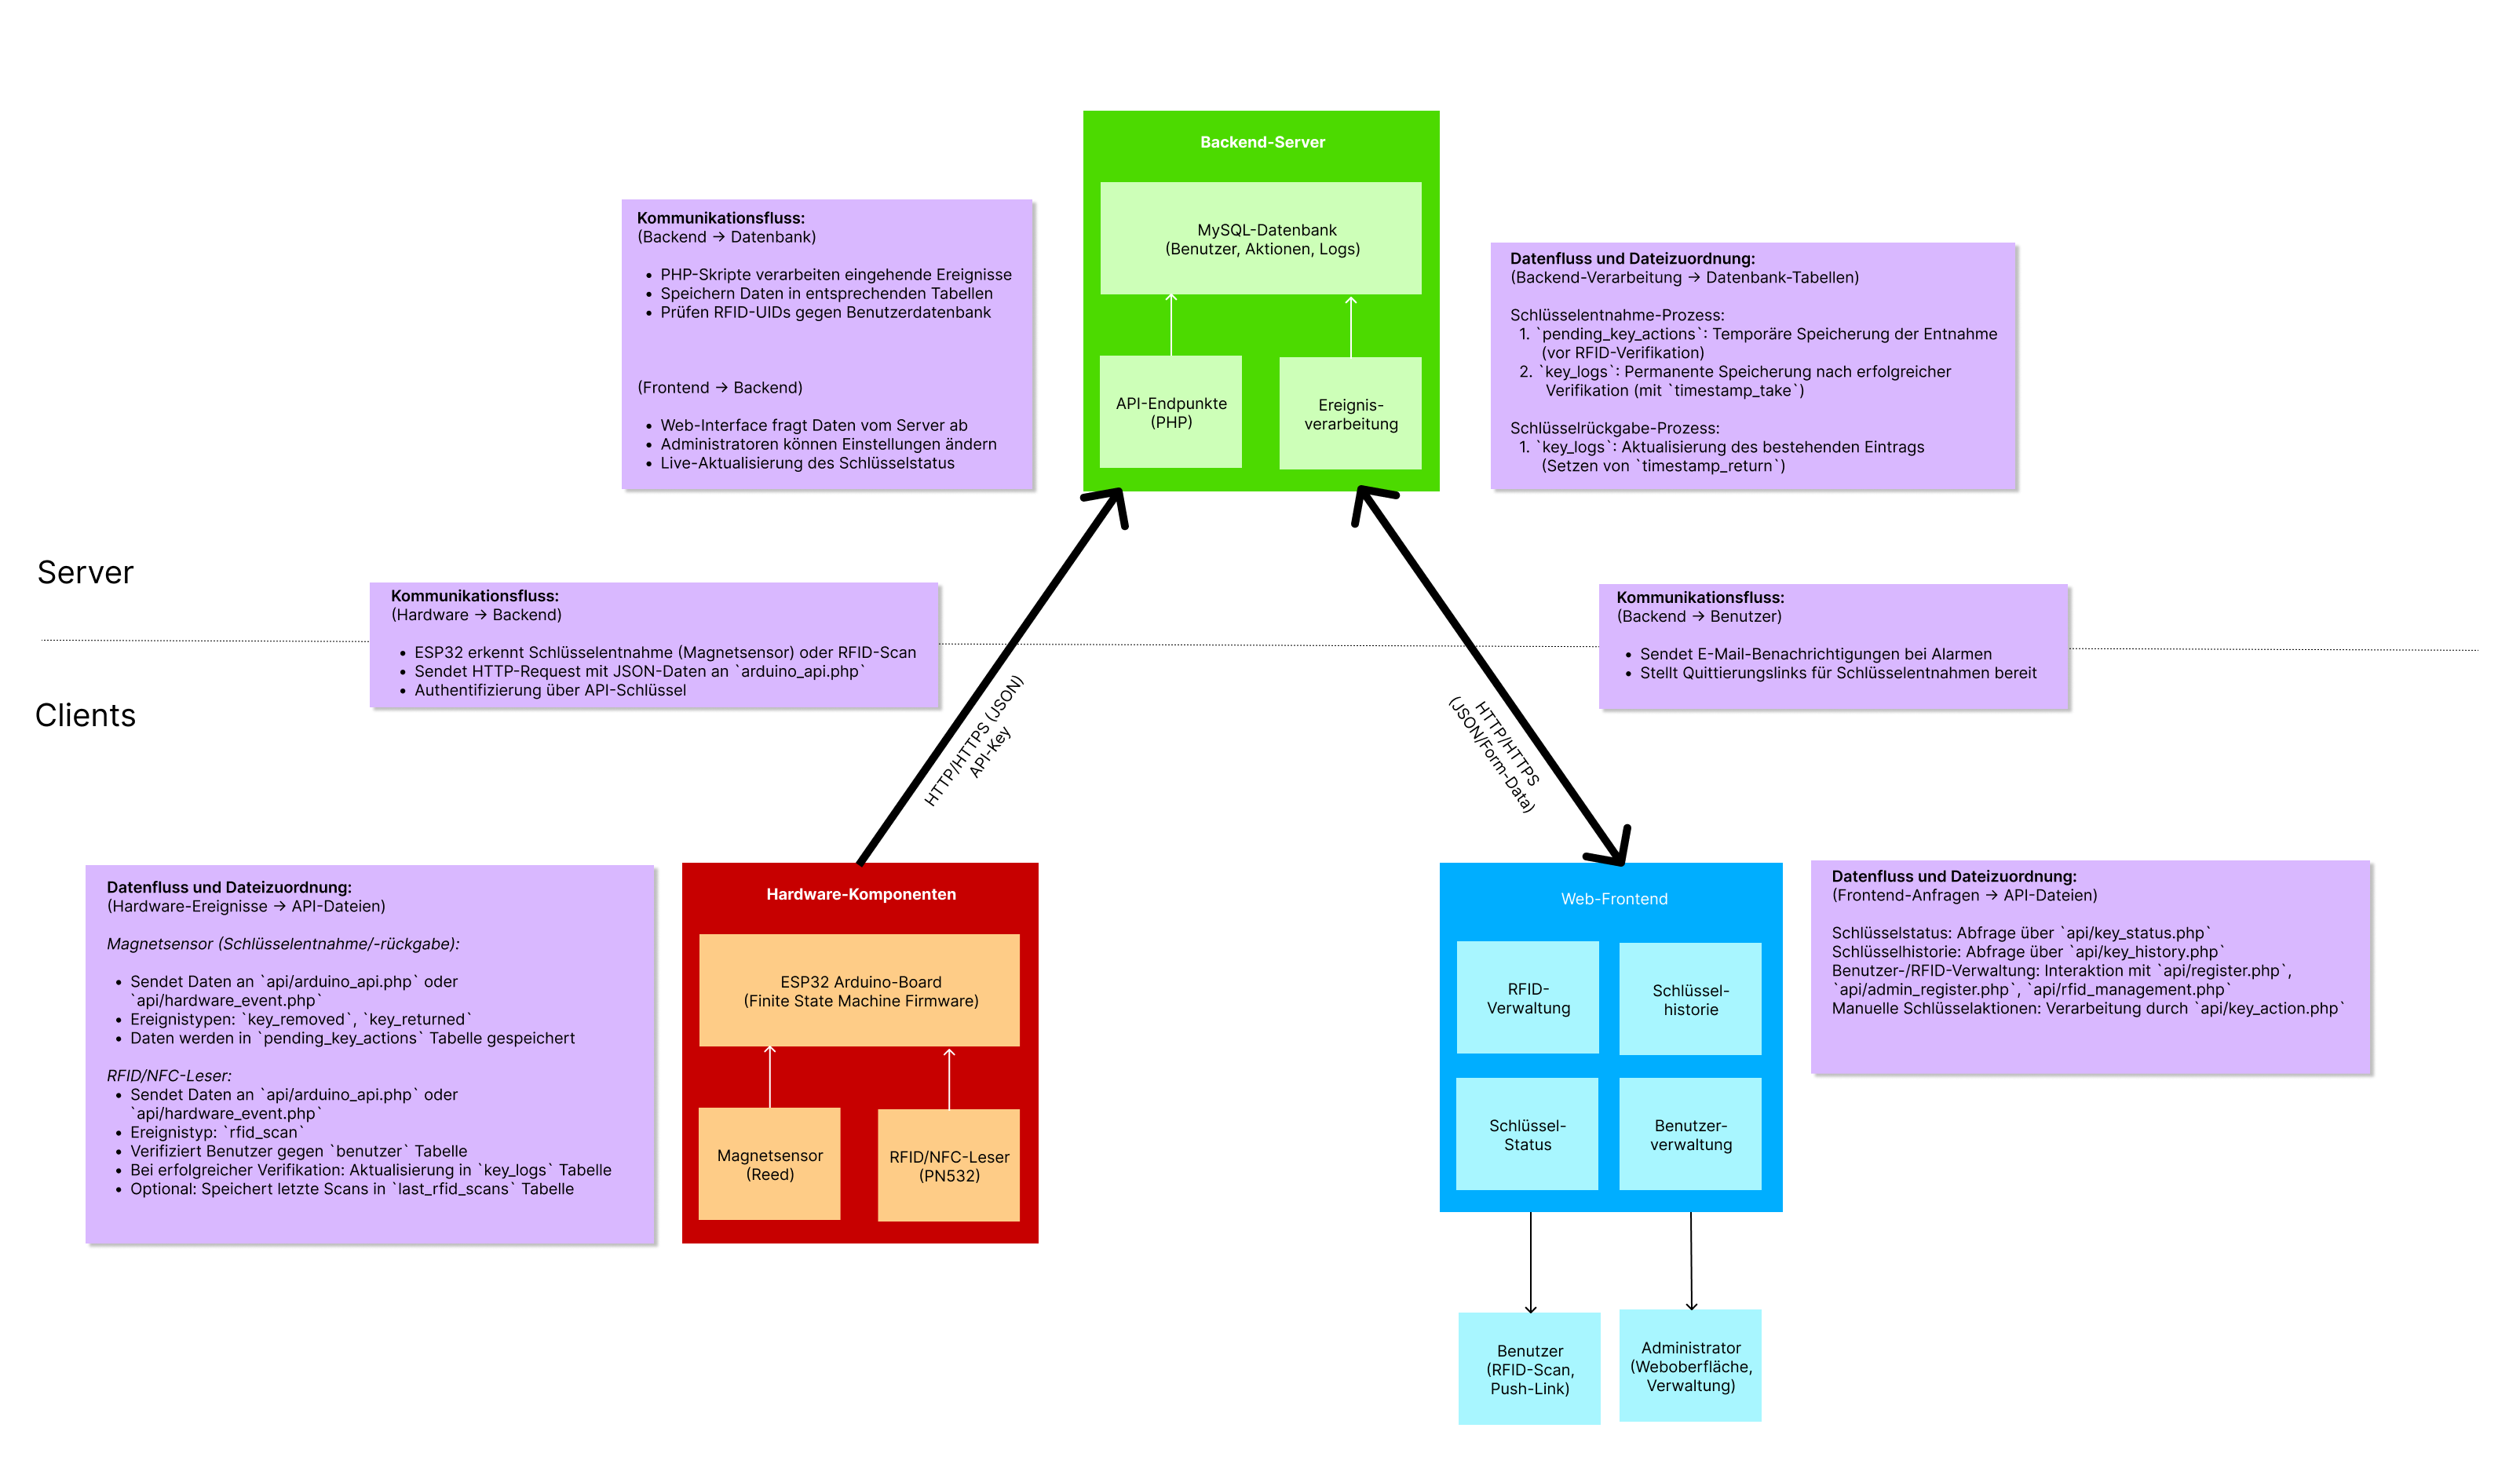 Backend-Server
MySQL-Datenbank
(Benutzer, Aktionen, Logs)
API-Endpunkte
(PHP)
Ereignis-
verarbeitung
Kommunikationsfluss:
(Backend → Datenbank)
• PHP-Skripte verarbeiten eingehende Ereignisse
• Speichern Daten in entsprechenden Tabellen
• Prüfen RFID-UIDs gegen Benutzerdatenbank
(Frontend → Backend)
• Web-Interface fragt Daten vom Server ab
• Administratoren können Einstellungen ändern
• Live-Aktualisierung des Schlüsselstatus
Datenfluss und Dateizuordnung:
(Backend-Verarbeitung → Datenbank-Tabellen)
Schlüsselentnahme-Prozess:
1. `pending_key_actions`: Temporäre Speicherung der Entnahme
(vor RFID-Verifikation)
2. `key_logs`: Permanente Speicherung nach erfolgreicher
Verifikation (mit `timestamp_take`)
Schlüsselrückgabe-Prozess:
1. `key_logs`: Aktualisierung des bestehenden Eintrags
(Setzen von `timestamp_return`)
Server
Clients
Kommunikationsfluss:
(Hardware → Backend)
• ESP32 erkennt Schlüsselentnahme (Magnetsensor) oder RFID-Scan
• Sendet HTTP-Request mit JSON-Daten an `arduino_api.php`
• Authentifizierung über API-Schlüssel
HTTP/HTTPS (JSON)
API-Key
HTTP/HTTPS
(JSON/Form-Data)
Kommunikationsfluss:
(Backend → Benutzer)
• Sendet E-Mail-Benachrichtigungen bei Alarmen
• Stellt Quittierungslinks für Schlüsselentnahmen bereit
Datenfluss und Dateizuordnung:
(Hardware-Ereignisse → API-Dateien)
Magnetsensor (Schlüsselentnahme/-rückgabe):
• Sendet Daten an `api/arduino_api.php` oder
`api/hardware_event.php`
• Ereignistypen: `key_removed`, `key_returned`
• Daten werden in `pending_key_actions` Tabelle gespeichert
RFID/NFC-Leser:
• Sendet Daten an `api/arduino_api.php` oder
`api/hardware_event.php`
• Ereignistyp: `rfid_scan`
• Verifiziert Benutzer gegen `benutzer` Tabelle
• Bei erfolgreicher Verifikation: Aktualisierung in `key_logs` Tabelle
• Optional: Speichert letzte Scans in `last_rfid_scans` Tabelle
Hardware-Komponenten
ESP32 Arduino-Board
(Finite State Machine Firmware)
Magnetsensor
(Reed)
RFID/NFC-Leser
(PN532)
Web-Frontend
RFID-
Verwaltung
Schlüssel-
historie
Schlüssel-
Status
Benutzer-
verwaltung
Datenfluss und Dateizuordnung:
(Frontend-Anfragen → API-Dateien)
Schlüsselstatus: Abfrage über `api/key_status.php`
Schlüsselhistorie: Abfrage über `api/key_history.php`
Benutzer-/RFID-Verwaltung: Interaktion mit `api/register.php`,
`api/admin_register.php`, `api/rfid_management.php`
Manuelle Schlüsselaktionen: Verarbeitung durch `api/key_action.php`
Benutzer
(RFID-Scan,
Push-Link)
Administrator
(Weboberfläche,
Verwaltung)